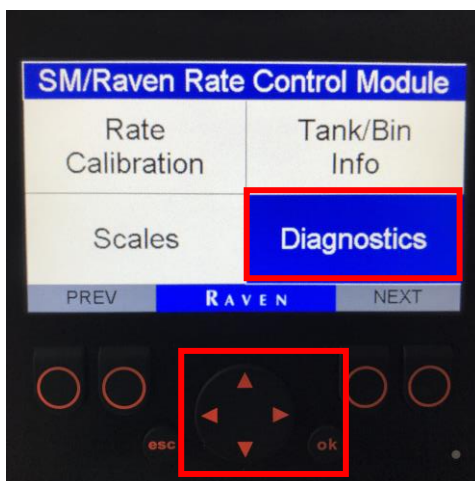 SM/Raven Rate Control Module
Rate
Calibration
Tank/Bin
Info
Scales
Diagnostics
PREV
RAVEN
NEXT
esc
ok